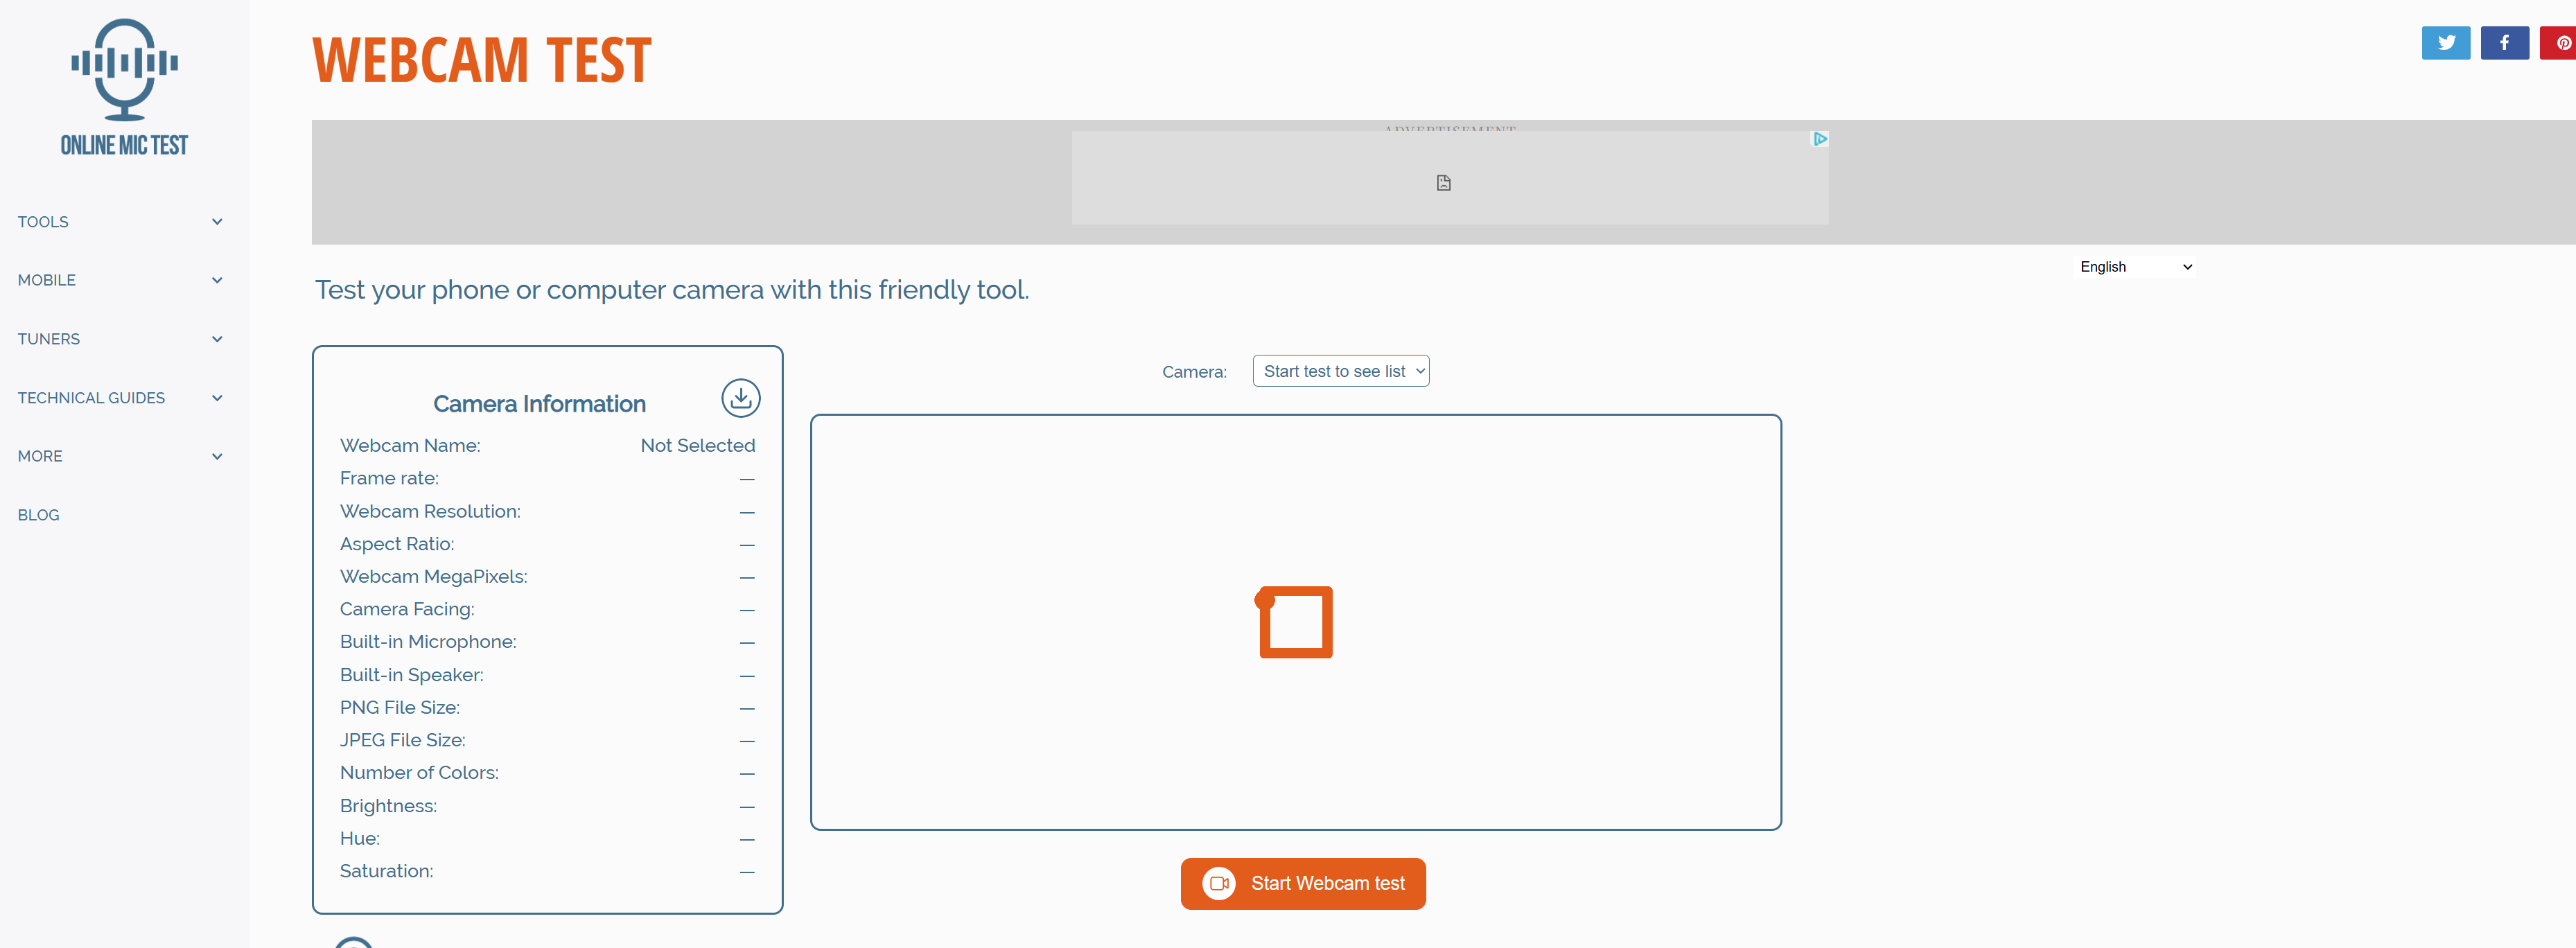 ONLINE MIC TEST
TOOLS
MOBILE
TUNERS
TECHNICAL GUIDES
MORE
BLOG
WEBCAM TEST
ADVERTISEMENT
English
Test your phone or computer camera with this friendly tool.
Camera Information
Webcam Name: Not Selected
Frame rate: —
Webcam Resolution: —
Aspect Ratio: —
Webcam MegaPixels: —
Camera Facing: —
Built-in Microphone: —
Built-in Speaker: —
PNG File Size: —
JPEG File Size: —
Number of Colors: —
Brightness: —
Hue: —
Saturation: —
Camera: Start test to see list
Start Webcam test